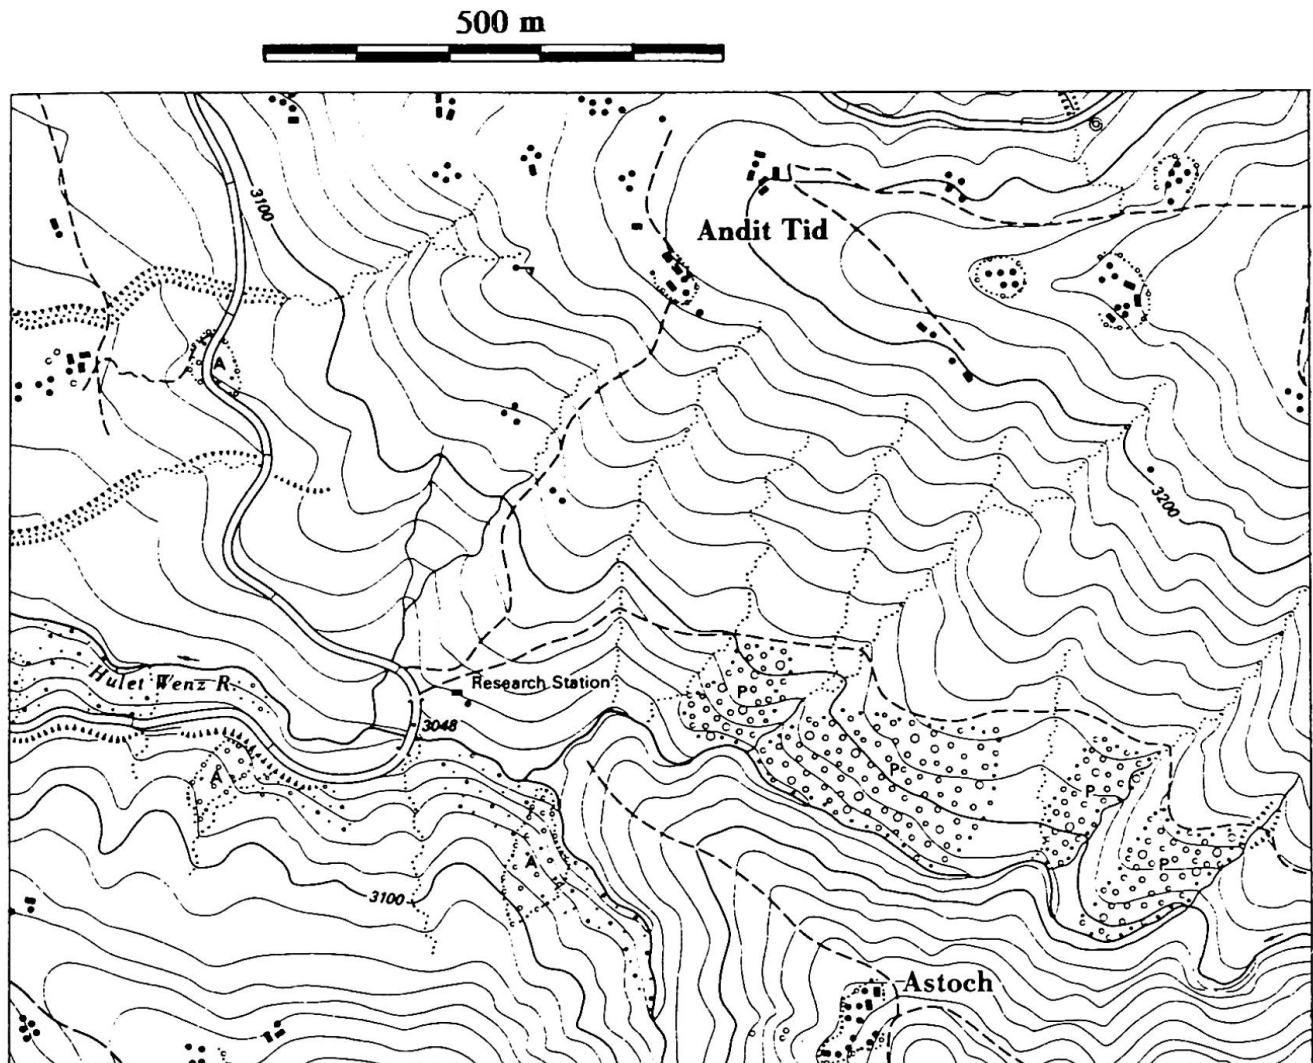 500 m
3100
Andit Tid
A
3200
Hulet Wenz R.
Research Station
P
3048
P
A
P
A
P
3100
Astoch